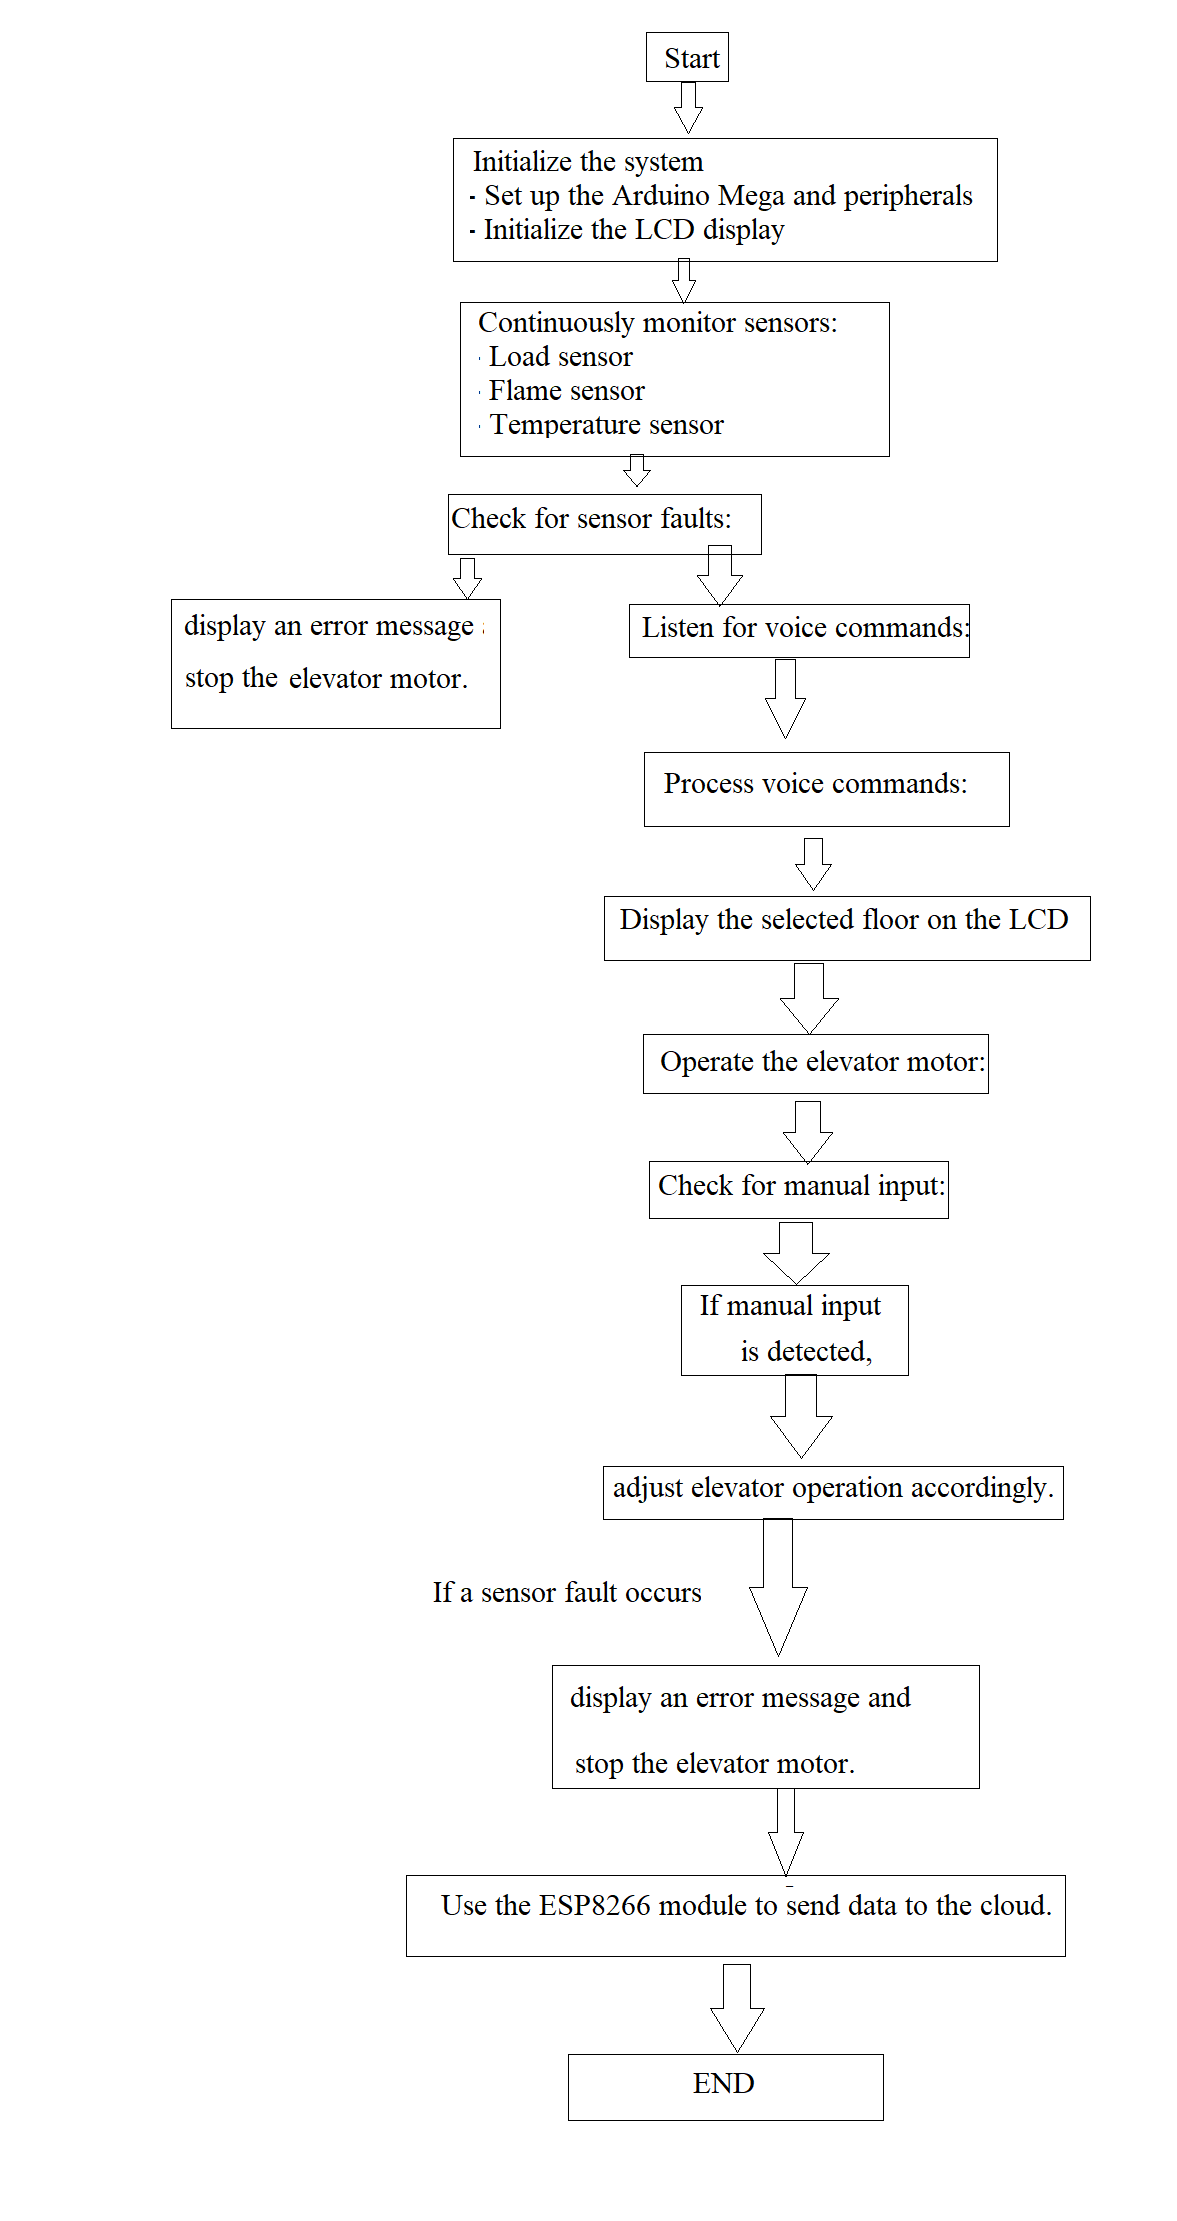 Start
Initialize the system
- Set up the Arduino Mega and peripherals
- Initialize the LCD display
Continuously monitor sensors:
- Load sensor
- Flame sensor
- Temperature sensor
Check for sensor faults:
display an error message
stop the elevator motor.
Listen for voice commands:
Process voice commands:
Display the selected floor on the LCD
Operate the elevator motor:
Check for manual input:
If manual input
is detected,
adjust elevator operation accordingly.
If a sensor fault occurs
display an error message and
stop the elevator motor.
Use the ESP8266 module to send data to the cloud.
END